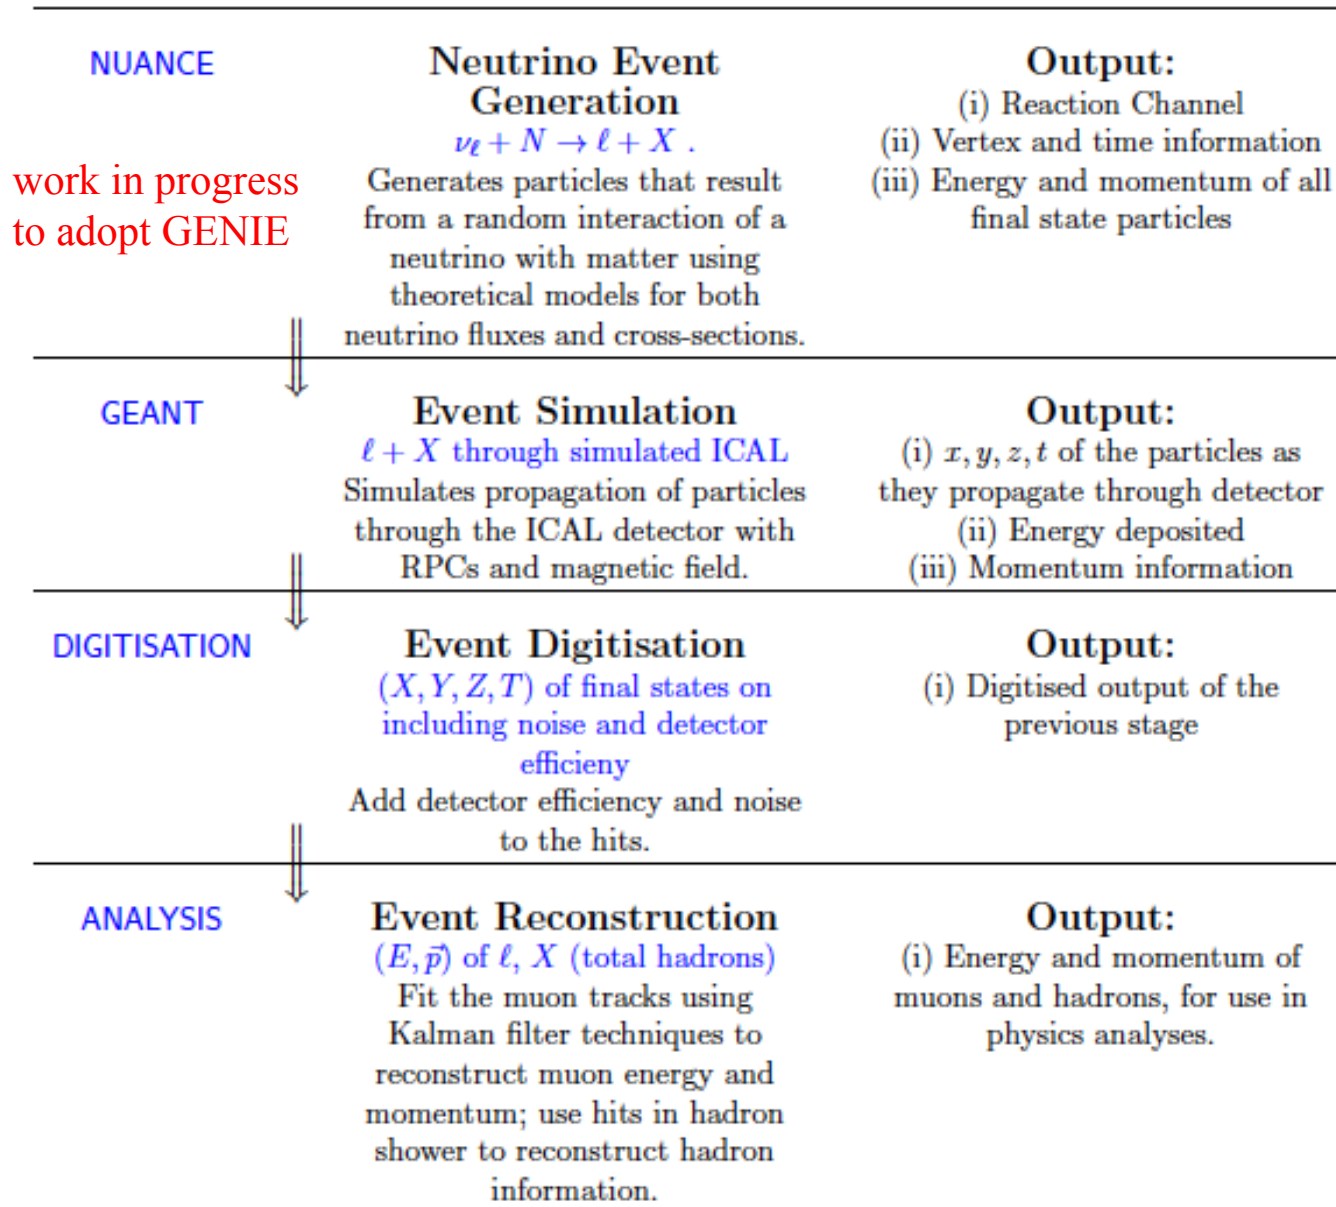 NUANCE
work in progress
to adopt GENIE
Neutrino Event
Generation
νℓ + N → ℓ + X .
Generates particles that result
from a random interaction of a
neutrino with matter using
theoretical models for both
neutrino fluxes and cross-sections.
Output:
(i) Reaction Channel
(ii) Vertex and time information
(iii) Energy and momentum of all
final state particles
⇓
GEANT
Event Simulation
ℓ + X through simulated ICAL
Simulates propagation of particles
through the ICAL detector with
RPCs and magnetic field.
Output:
(i) x, y, z, t of the particles as
they propagate through detector
(ii) Energy deposited
(iii) Momentum information
⇓
DIGITISATION
Event Digitisation
(X, Y, Z, T) of final states on
including noise and detector
efficieny
Add detector efficiency and noise
to the hits.
Output:
(i) Digitised output of the
previous stage
⇓
ANALYSIS
Event Reconstruction
(E, p⃗) of ℓ, X (total hadrons)
Fit the muon tracks using
Kalman filter techniques to
reconstruct muon energy and
momentum; use hits in hadron
shower to reconstruct hadron
information.
Output:
(i) Energy and momentum of
muons and hadrons, for use in
physics analyses.